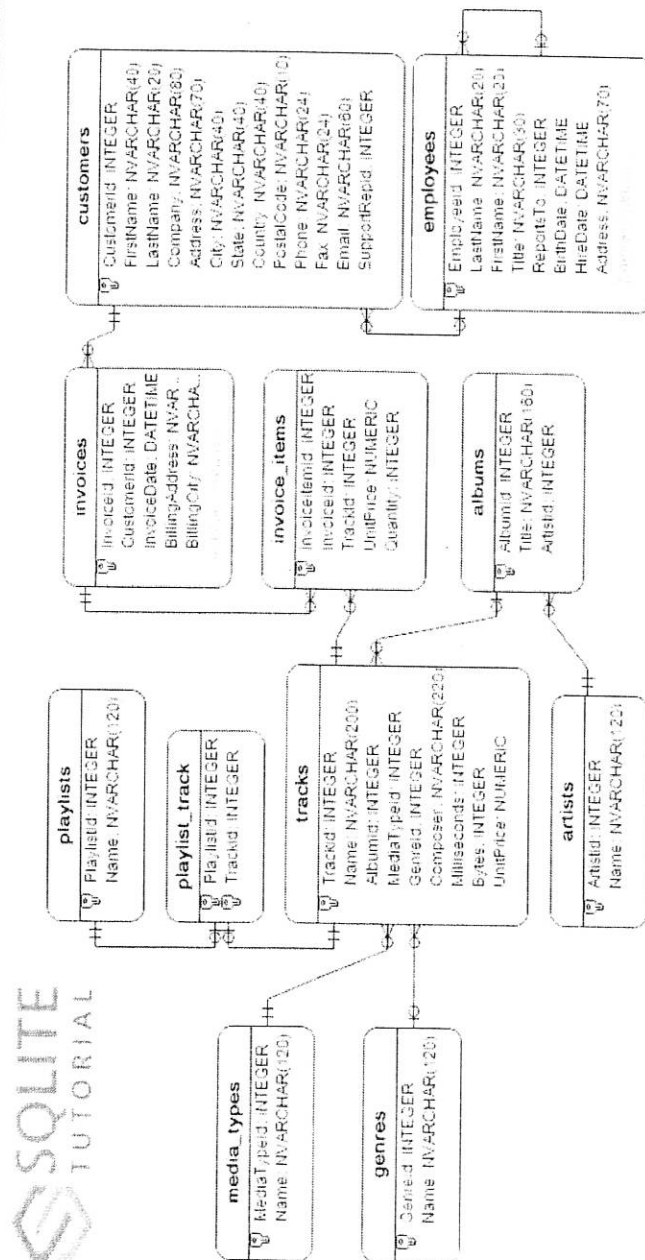 SQLITE
TUTORIAL
media_types
MediaTypeId: INTEGER
Name: NVARCHAR(120)
genres
GenreId: INTEGER
Name: NVARCHAR(120)
playlists
PlaylistId: INTEGER
Name: NVARCHAR(120)
playlist_track
PlaylistId: INTEGER
TrackId: INTEGER
tracks
TrackId: INTEGER
Name: NVARCHAR(200)
AlbumId: INTEGER
MediaTypeId: INTEGER
GenreId: INTEGER
Composer: NVARCHAR(220)
Milliseconds: INTEGER
Bytes: INTEGER
UnitPrice: NUMERIC
artists
ArtistId: INTEGER
Name: NVARCHAR(120)
invoices
InvoiceId: INTEGER
CustomerId: INTEGER
InvoiceDate: DATETIME
BillingAddress: NVAR...
BillingCity: NVARCHA...
invoice_items
InvoiceItemId: INTEGER
InvoiceId: INTEGER
TrackId: INTEGER
UnitPrice: NUMERIC
Quantity: INTEGER
albums
AlbumId: INTEGER
Title: NVARCHAR(160)
ArtistId: INTEGER
customers
CustomerId: INTEGER
FirstName: NVARCHAR(40)
LastName: NVARCHAR(20)
Company: NVARCHAR(80)
Address: NVARCHAR(70)
City: NVARCHAR(40)
State: NVARCHAR(40)
Country: NVARCHAR(40)
PostalCode: NVARCHAR(10)
Phone: NVARCHAR(24)
Fax: NVARCHAR(24)
Email: NVARCHAR(60)
SupportRepId: INTEGER
employees
EmployeeId: INTEGER
LastName: NVARCHAR(20)
FirstName: NVARCHAR(20)
Title: NVARCHAR(30)
ReportsTo: INTEGER
BirthDate: DATETIME
HireDate: DATETIME
Address: NVARCHAR(70)